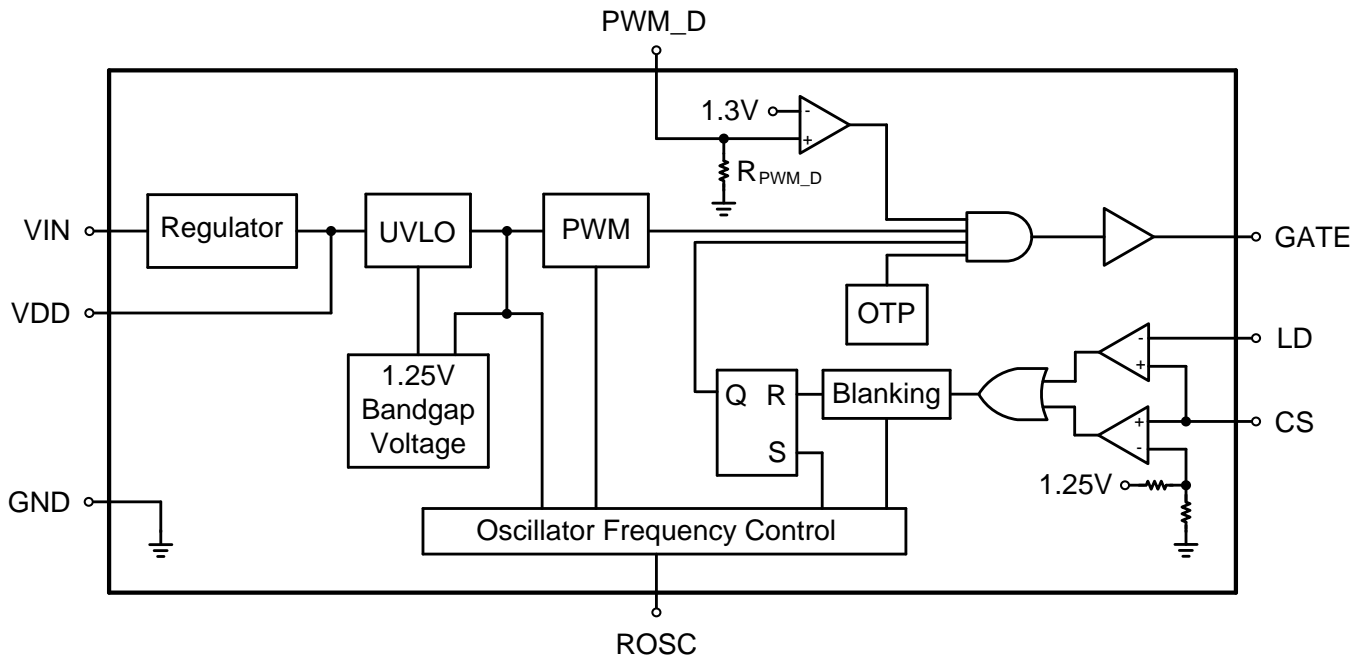 PWM_D
1.3V
-
+
RPWM_D
VIN
Regulator
UVLO
PWM
GATE
VDD
OTP
LD
-
+
1.25V
Bandgap
Voltage
Q
R
S
Blanking
+
-
CS
1.25V
GND
Oscillator Frequency Control
ROSC